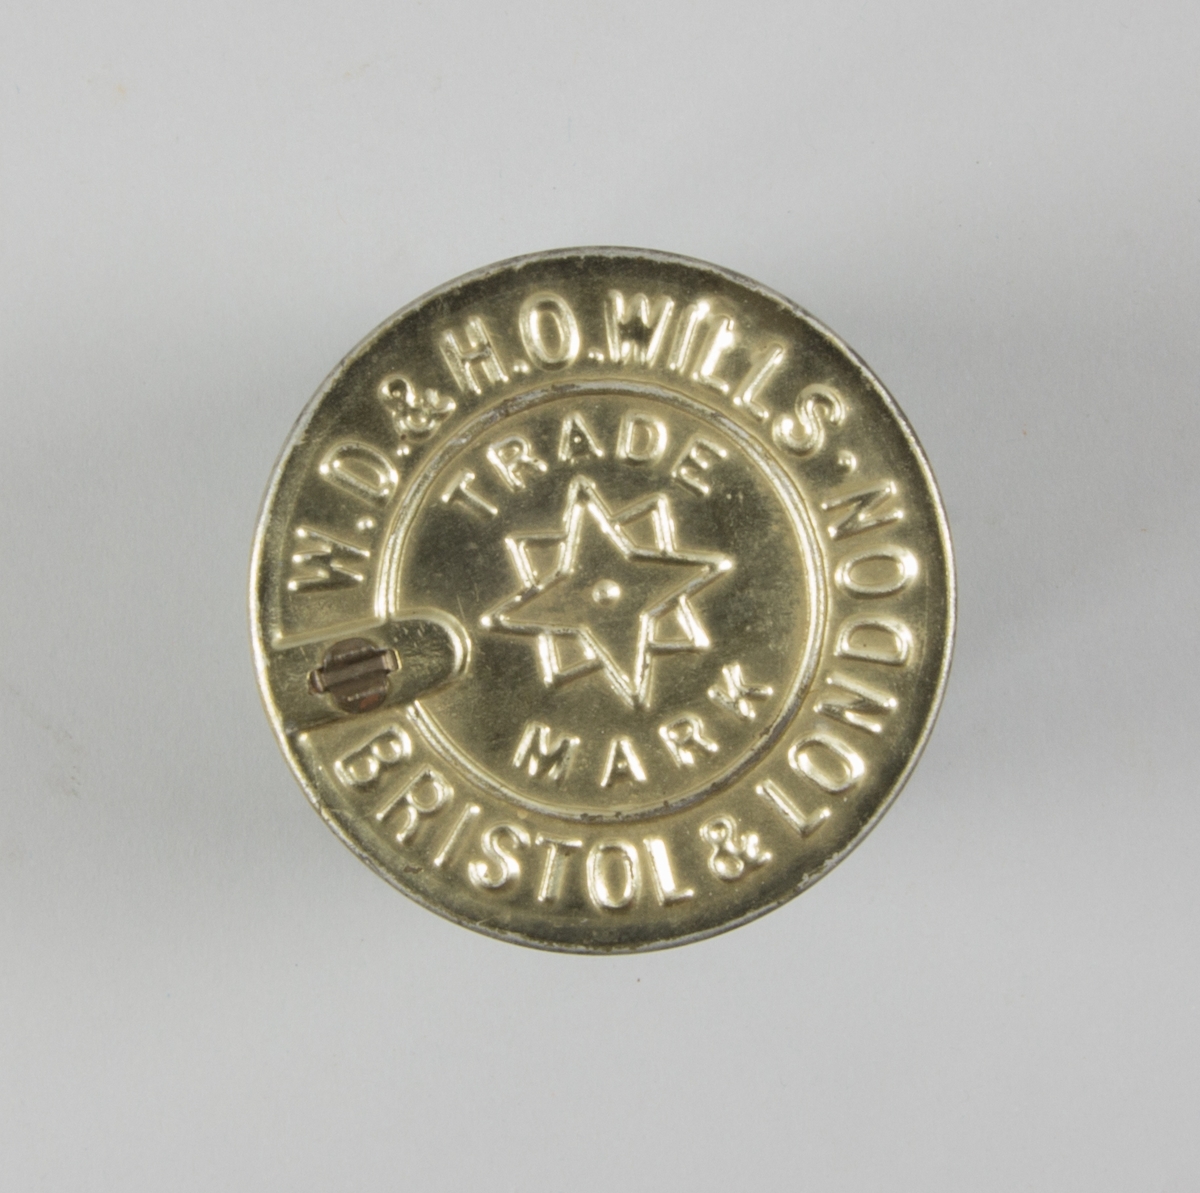 W.D.& H.O.WILLS,
BRISTOL & LONDON
TRADE
MARK